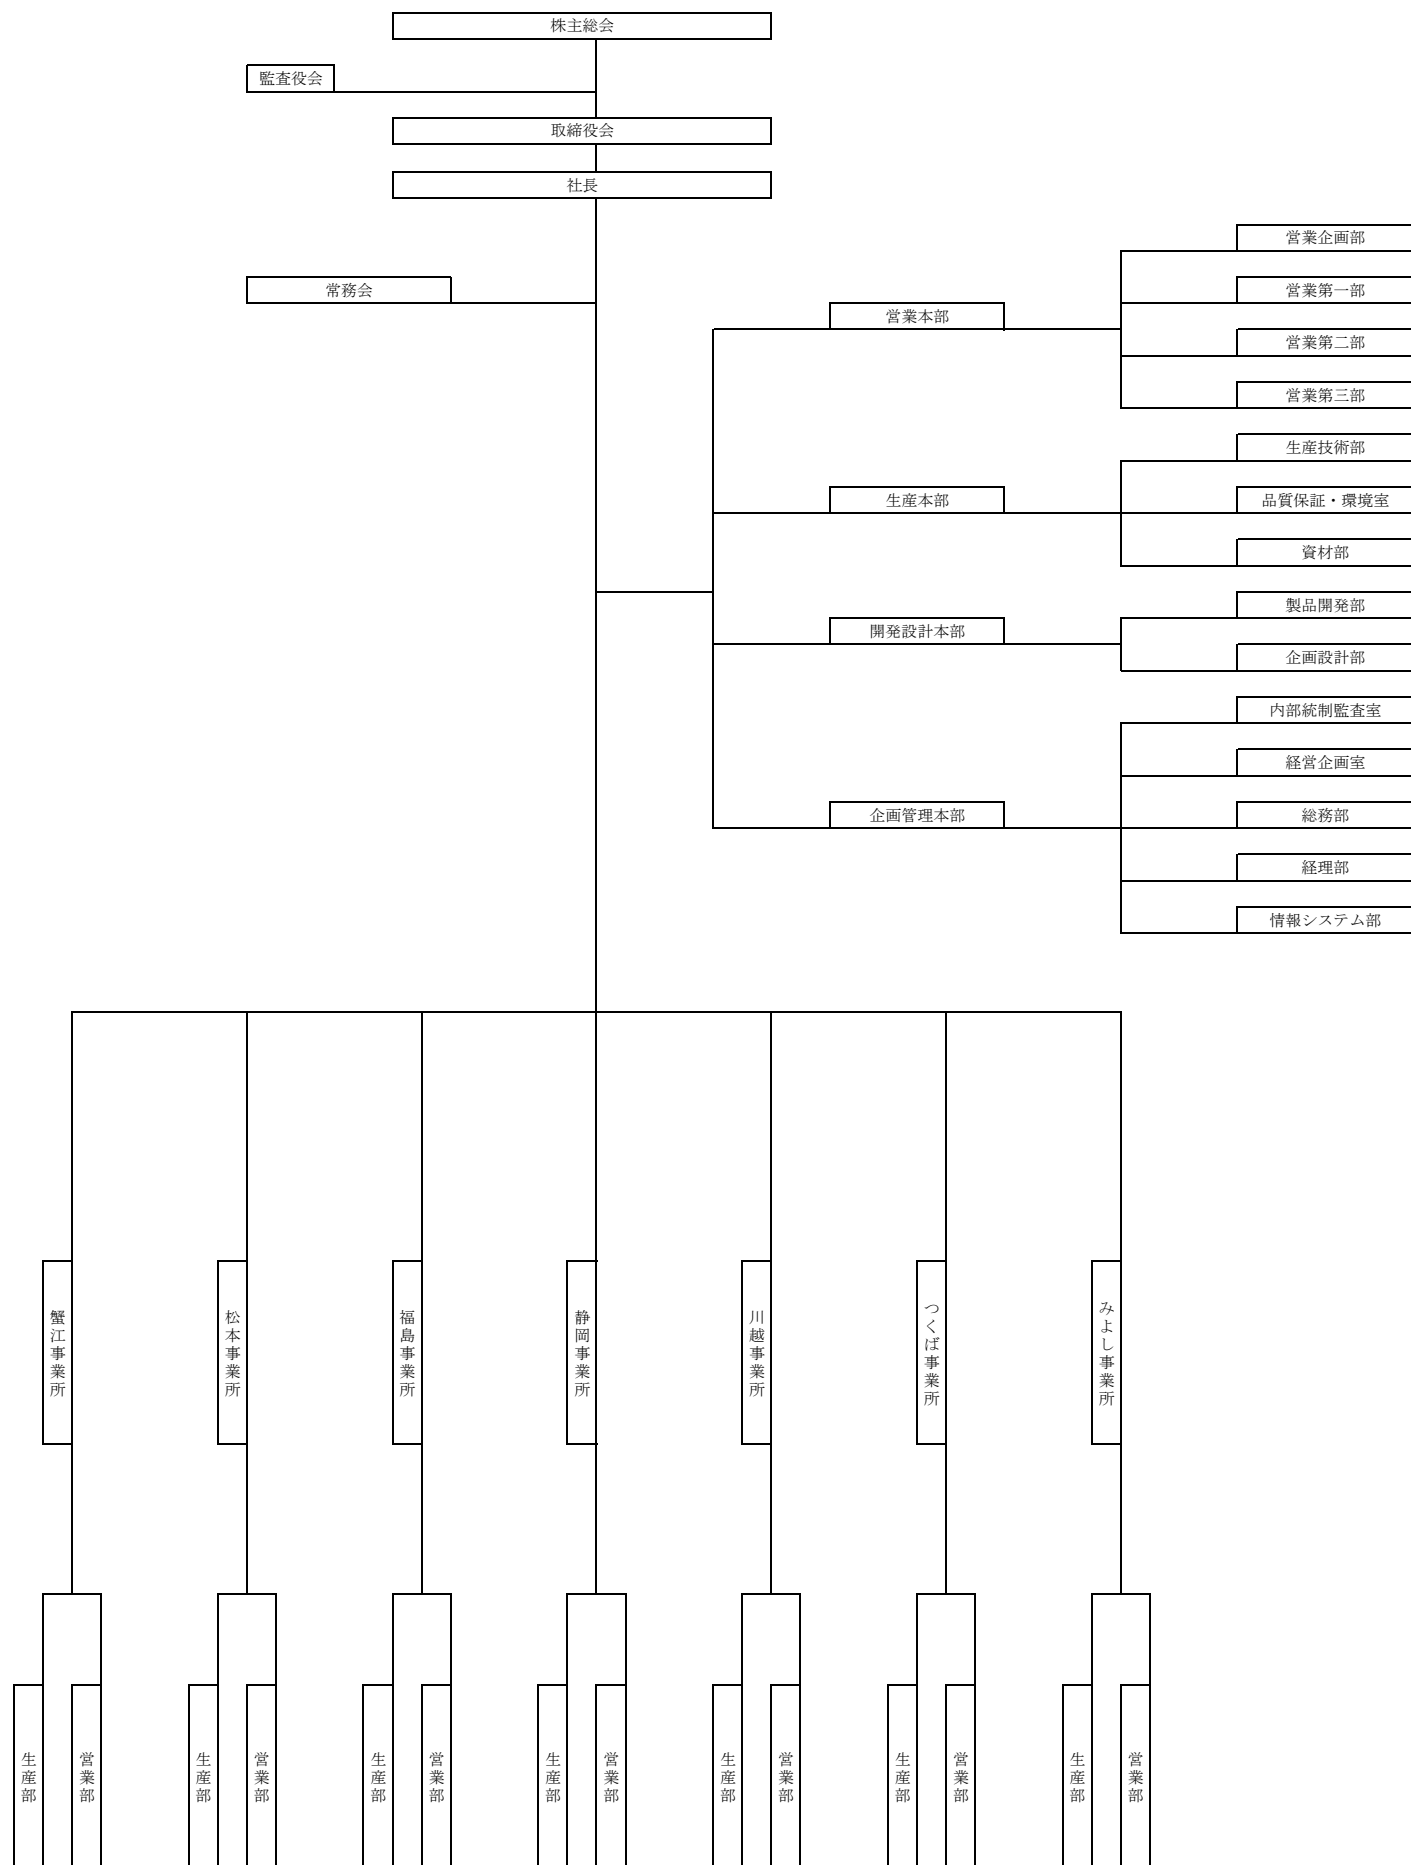 株主総会
監査役会
取締役会
社長
常務会
営業本部
営業企画部
営業第一部
営業第二部
営業第三部
生産本部
生産技術部
品質保証・環境室
資材部
開発設計本部
製品開発部
企画設計部
企画管理本部
内部統制監査室
経営企画室
総務部
経理部
情報システム部
蟹江事業所
松本事業所
福島事業所
静岡事業所
川越事業所
つくば事業所
みよし事業所
生産部
営業部
生産部
営業部
生産部
営業部
生産部
営業部
生産部
営業部
生産部
営業部
生産部
営業部